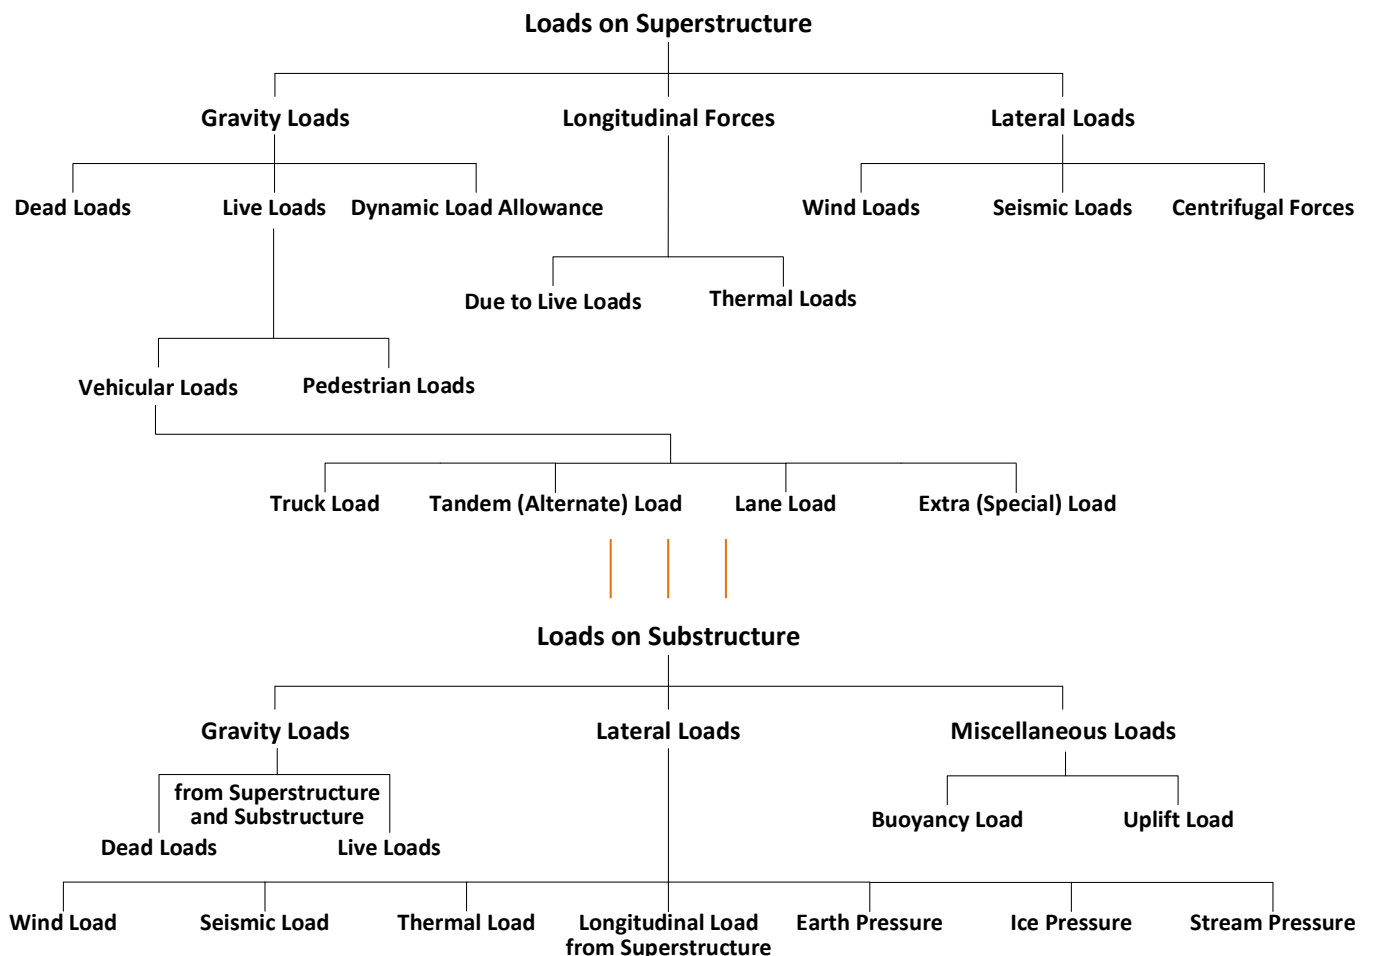 Loads on Superstructure
Gravity Loads
Longitudinal Forces
Lateral Loads
Dead Loads
Live Loads
Dynamic Load Allowance
Wind Loads
Seismic Loads
Centrifugal Forces
Due to Live Loads
Thermal Loads
Vehicular Loads
Pedestrian Loads
Truck Load
Tandem (Alternate) Load
Lane Load
Extra (Special) Load
Loads on Substructure
Gravity Loads
Lateral Loads
Miscellaneous Loads
from Superstructure
and Substructure
Buoyancy Load
Uplift Load
Dead Loads
Live Loads
Wind Load
Seismic Load
Thermal Load
Longitudinal Load
from Superstructure
Earth Pressure
Ice Pressure
Stream Pressure